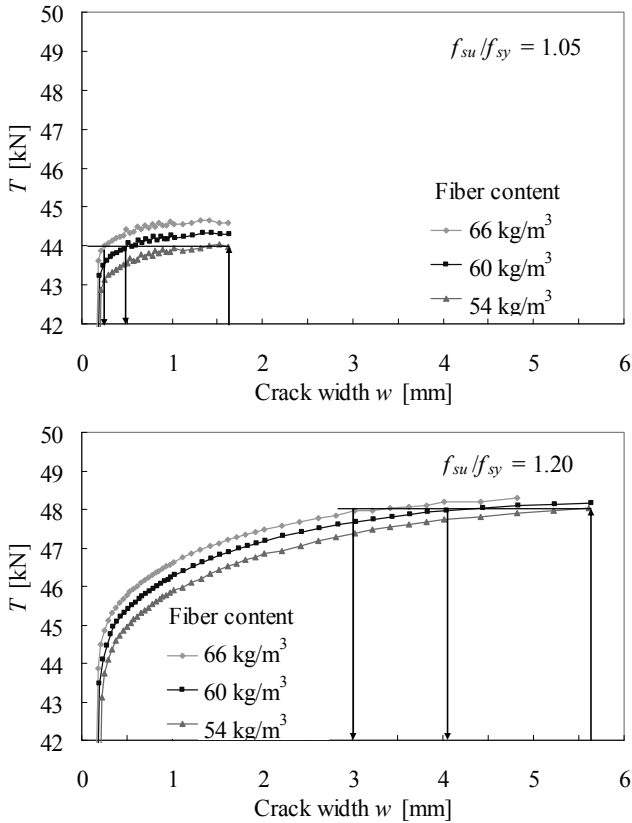 50
f_su/f_sy = 1.05
49
48
47
T [kN]
46
Fiber content
45
66 kg/m³
44
60 kg/m³
43
54 kg/m³
42
0 1 2 3 4 5 6
Crack width w [mm]
50
f_su/f_sy = 1.20
49
48
47
T [kN]
46
45
Fiber content
44
66 kg/m³
43
60 kg/m³
54 kg/m³
42
0 1 2 3 4 5 6
Crack width w [mm]